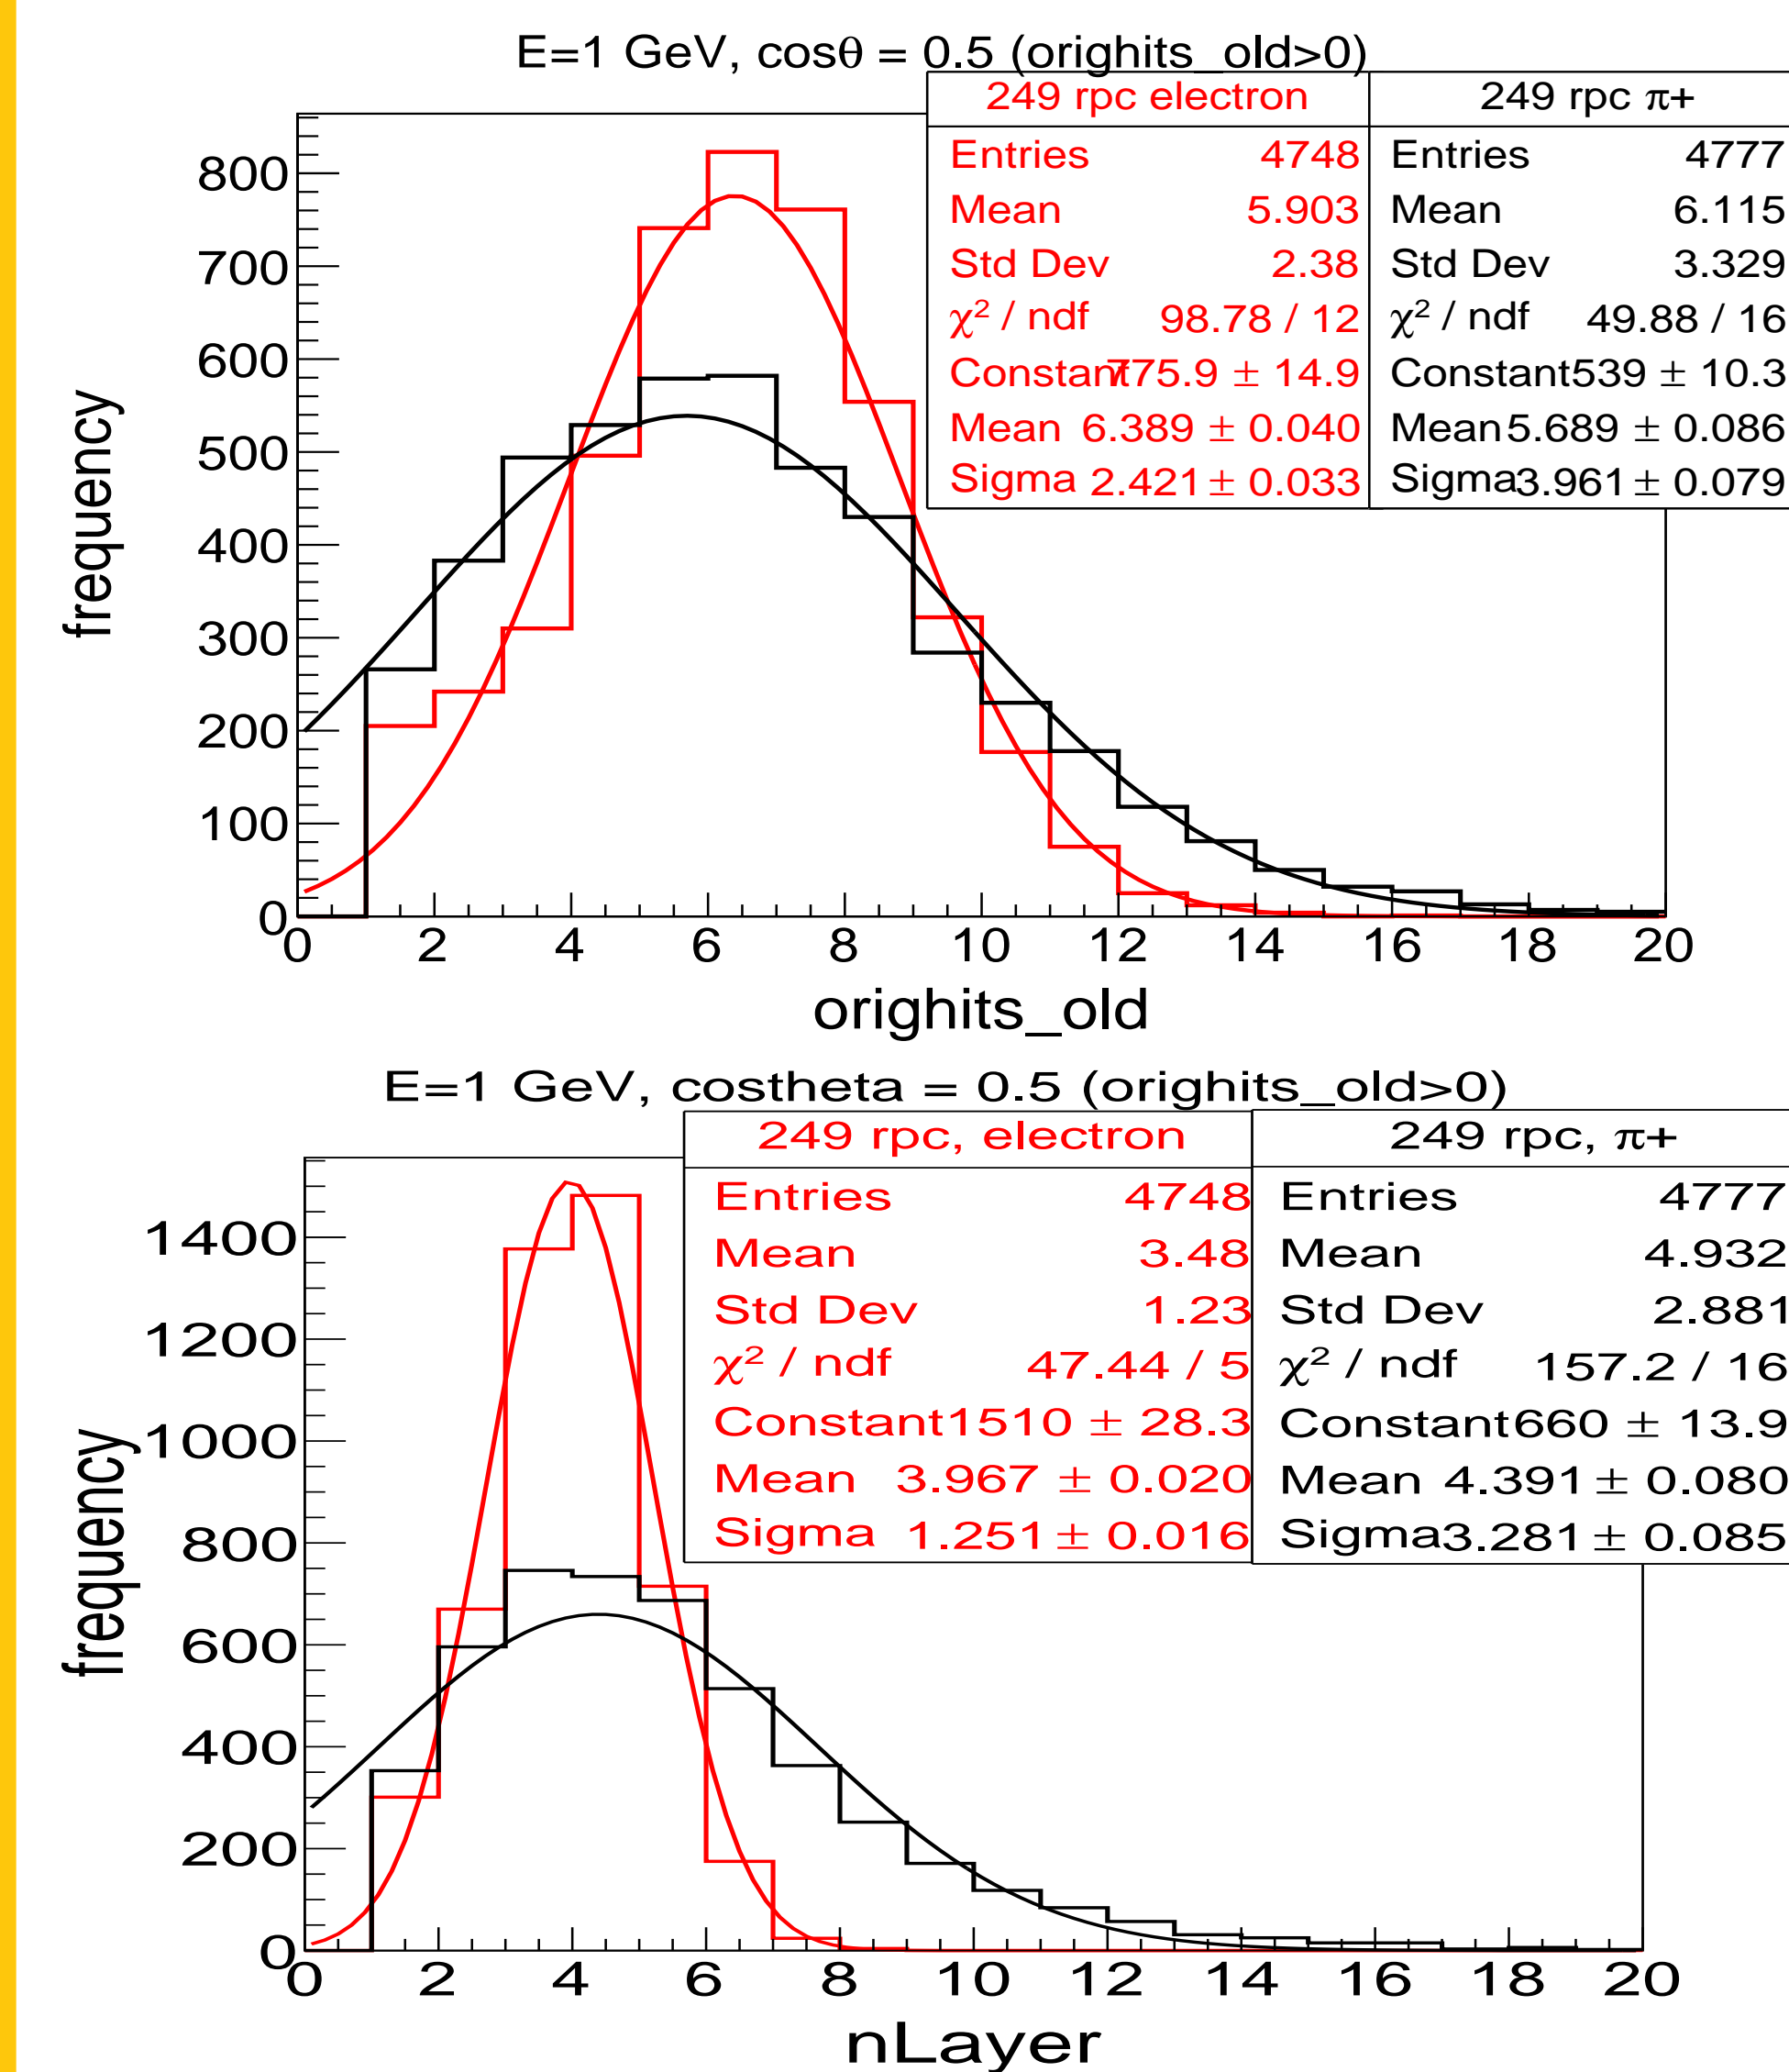 E=1 GeV, cosθ = 0.5 (orighits_old>0)
249 rpc electron
Entries 4748
Mean 5.903
Std Dev 2.38
χ² / ndf 98.78 / 12
Constant 775.9 ± 14.9
Mean 6.389 ± 0.040
Sigma 2.421 ± 0.033
249 rpc π+
Entries 4777
Mean 6.115
Std Dev 3.329
χ² / ndf 49.88 / 16
Constant 539 ± 10.3
Mean 5.689 ± 0.086
Sigma 3.961 ± 0.079
frequency
800
700
600
500
400
300
200
100
0
0 2 4 6 8 10 12 14 16 18 20
orighits_old
E=1 GeV, costheta = 0.5 (orighits_old>0)
249 rpc, electron
Entries 4748
Mean 3.48
Std Dev 1.23
χ² / ndf 47.44 / 5
Constant 1510 ± 28.3
Mean 3.967 ± 0.020
Sigma 1.251 ± 0.016
249 rpc, π+
Entries 4777
Mean 4.932
Std Dev 2.881
χ² / ndf 157.2 / 16
Constant 660 ± 13.9
Mean 4.391 ± 0.080
Sigma 3.281 ± 0.085
frequency
1400
1200
1000
800
600
400
200
0
0 2 4 6 8 10 12 14 16 18 20
nLayer